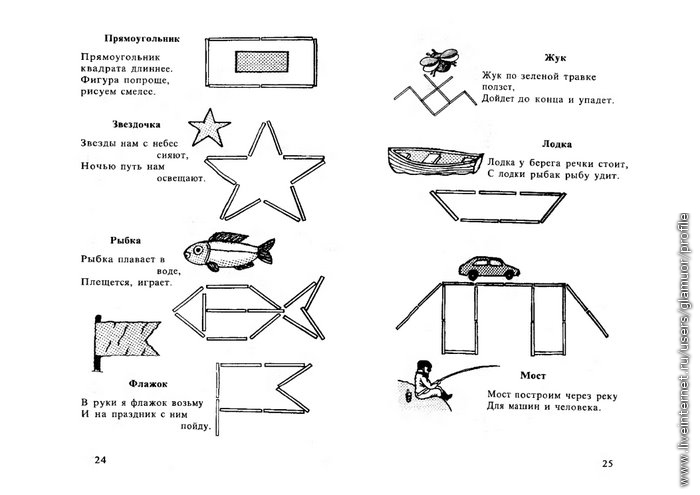 Прямоугольник
Прямоугольник
квадрата длиннее.
Фигура попроще,
рисуем смелее.
Звездочка
Звезды нам с небес
сияют,
Ночью путь нам
освещают.
Рыбка
Рыбка плавает в
воде,
Плещется, играет.
Флажок
В руки я флажок возьму
И на праздник с ним
пойду.
24
Жук
Жук по зеленой травке
ползет,
Дойдет до конца и упадет.
Лодка
Лодка у берега речки стоит,
С лодки рыбак рыбу удит.
Мост
Мост построим через реку
Для машин и человека.
25
www.liveinternet.ru/users/glamuor/profile